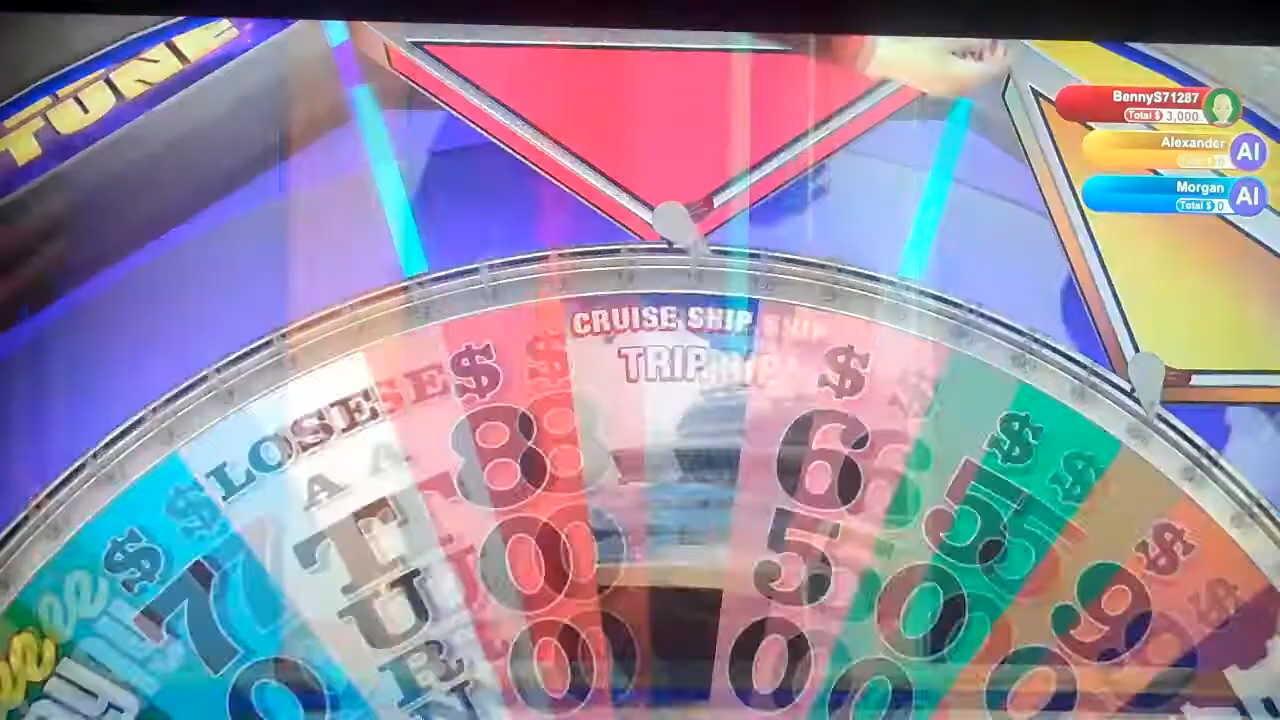 TUNE
BennyS71287
Total $ 3,000
Alexander
Morgan
Total $ 0
AI
AI
CRUISE SHIP
TRIP
LOSE
A
TURN
$700
$800
$650
$500
$900